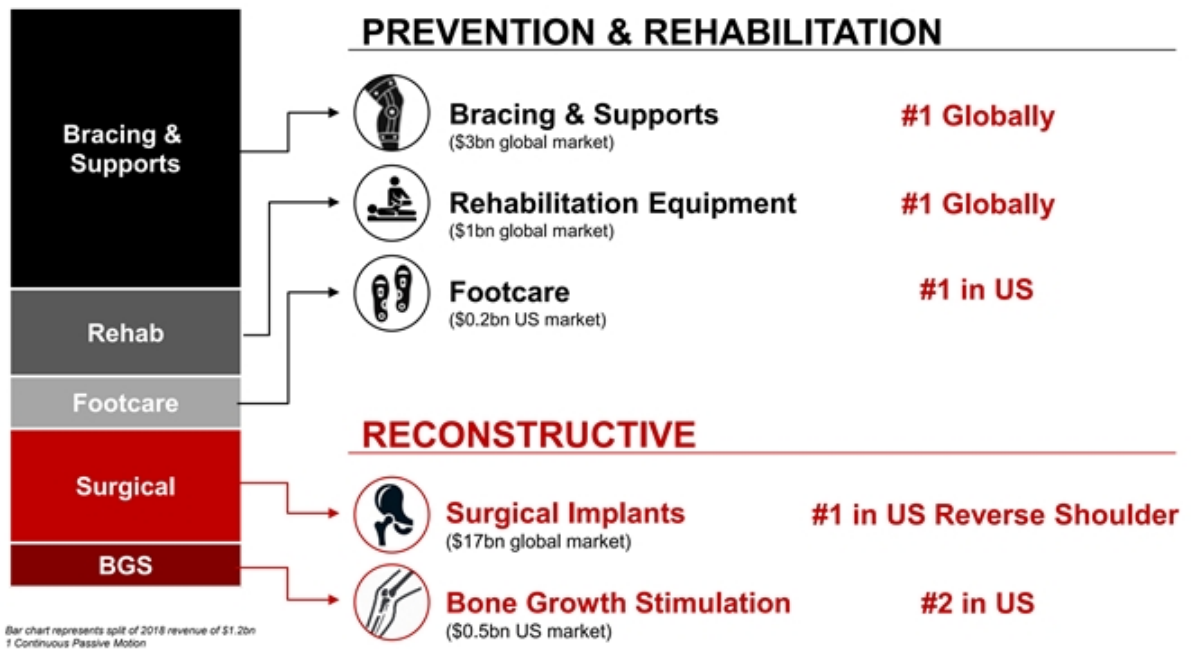 Bracing &
Supports
Rehab
Footcare
Surgical
BGS
Bar chart represents split of 2018 revenue of $1.2bn
1 Continuous Passive Motion
PREVENTION & REHABILITATION
Bracing & Supports
($3bn global market)
#1 Globally
Rehabilitation Equipment
($1bn global market)
#1 Globally
Footcare
($0.2bn US market)
#1 in US
RECONSTRUCTIVE
Surgical Implants
($17bn global market)
#1 in US Reverse Shoulder
Bone Growth Stimulation
($0.5bn US market)
#2 in US